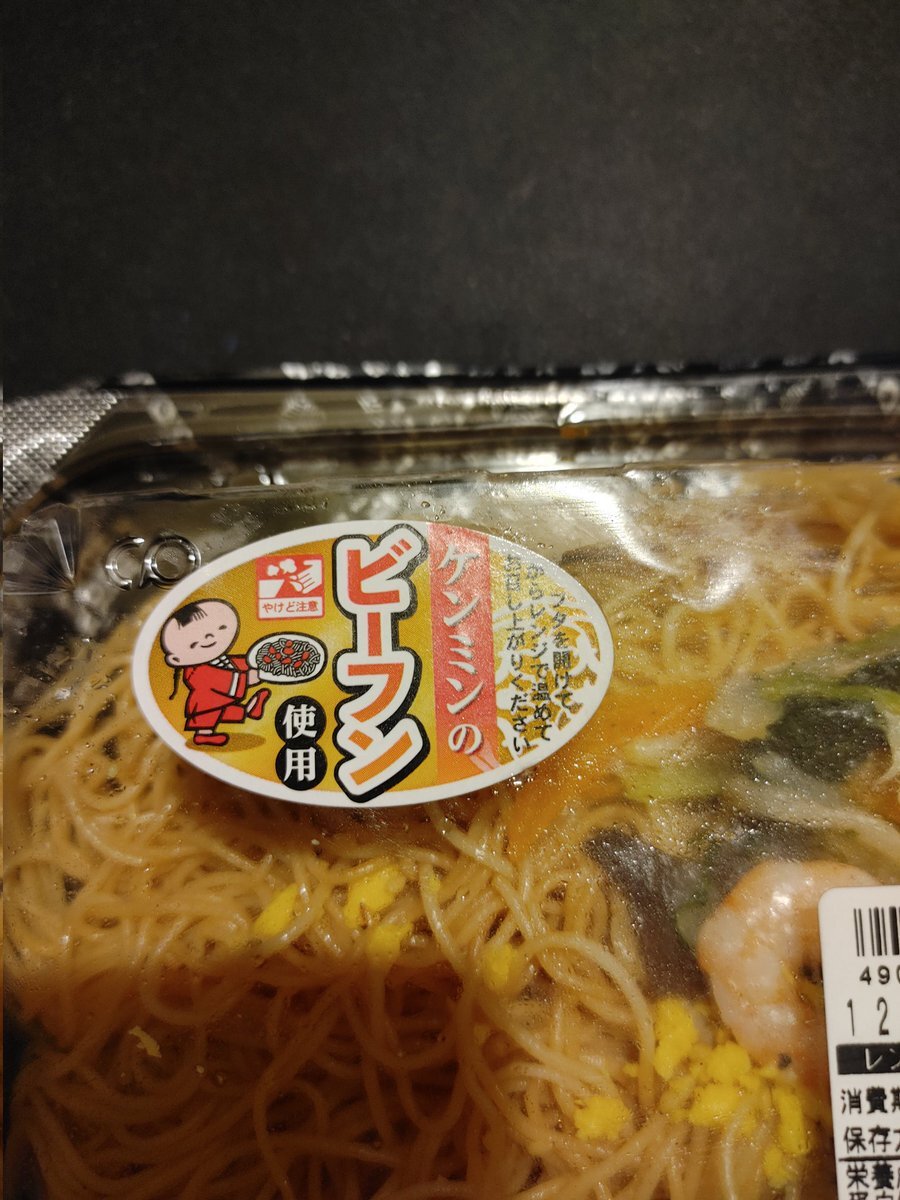 ケンミンの
ビーフン
使用
やけど注意
フタを開けて、
レンジで温めて
お召し上がりください
490
12
レン
消費期
保存方
栄養成